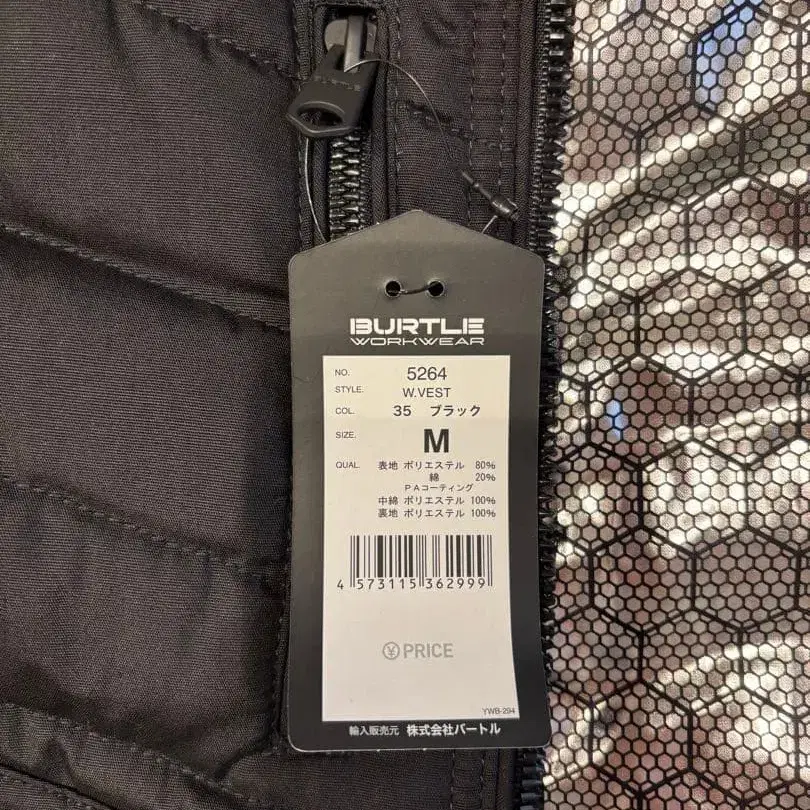 BURTLE
BURTLE
WORKWEAR
NO. 5264
STYLE. W.VEST
COL. 35 ブラック
SIZE. M
QUAL. 表地 ポリエステル 80%
綿 20%
PAコーティング
中綿 ポリエステル 100%
裏地 ポリエステル 100%
4 573115 362999
¥ PRICE
YWB-294
輸入販売元 株式会社バートル